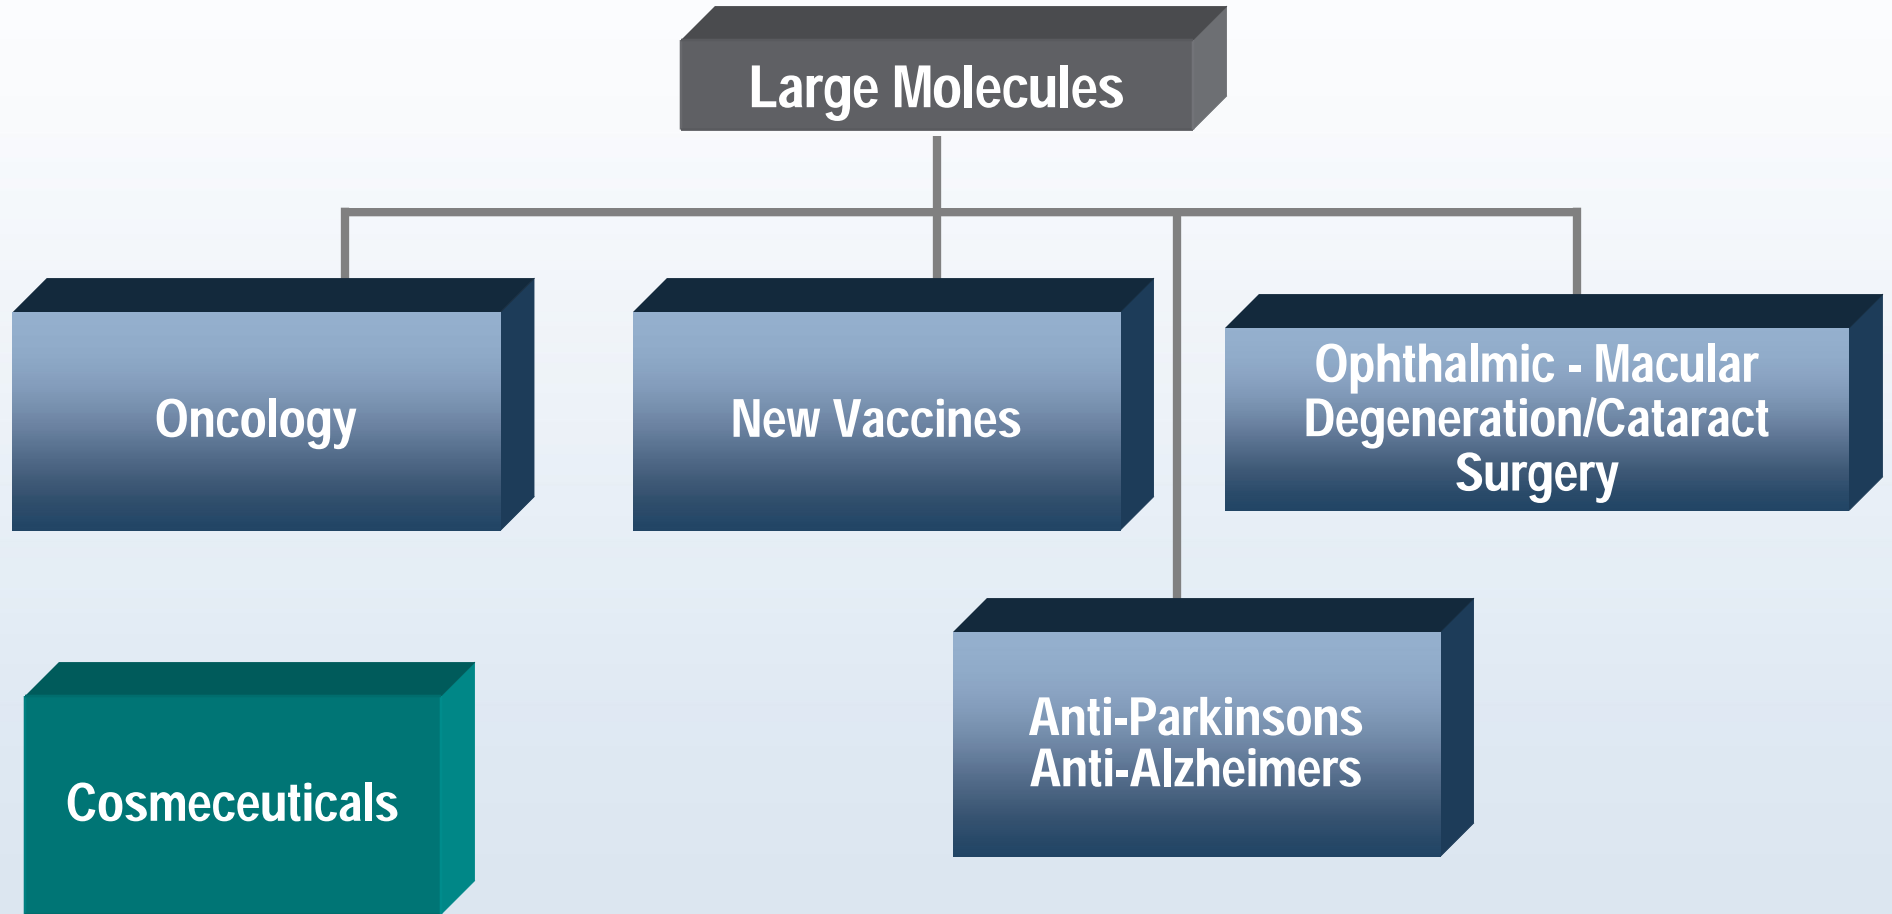 Large Molecules
Oncology
New Vaccines
Ophthalmic - Macular
Degeneration/Cataract
Surgery
Anti-Parkinsons
Anti-Alzheimers
Cosmeceuticals